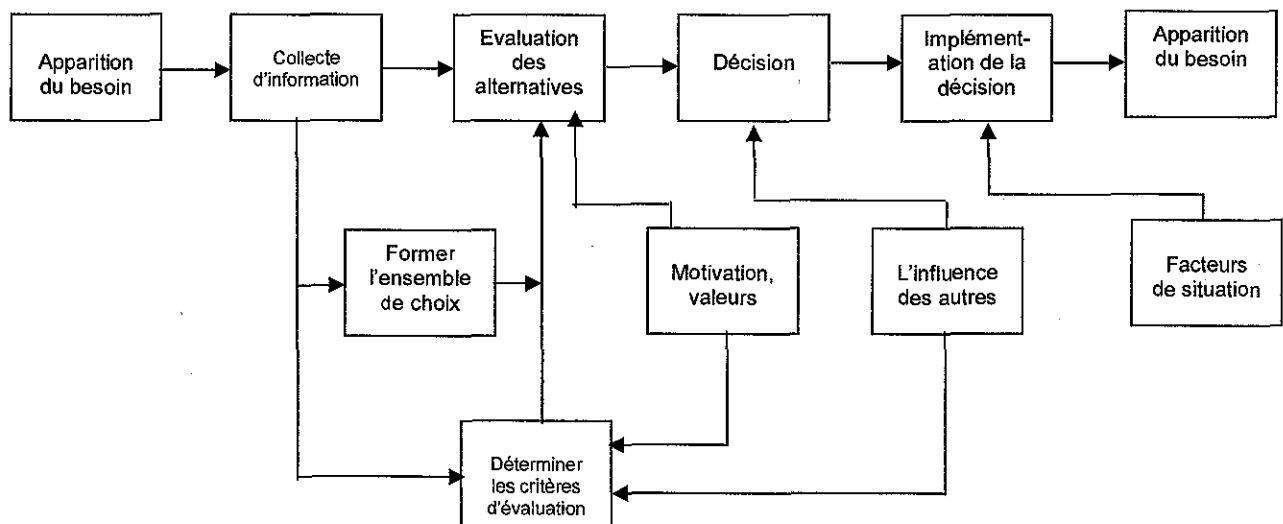 Apparition
du besoin
Collecte
d'information
Evaluation
des
alternatives
Décision
Implément-
ation de la
décision
Apparition
du besoin
Former
l'ensemble
de choix
Motivation,
valeurs
L'influence
des autres
Facteurs
de situation
Déterminer
les critères
d'évaluation